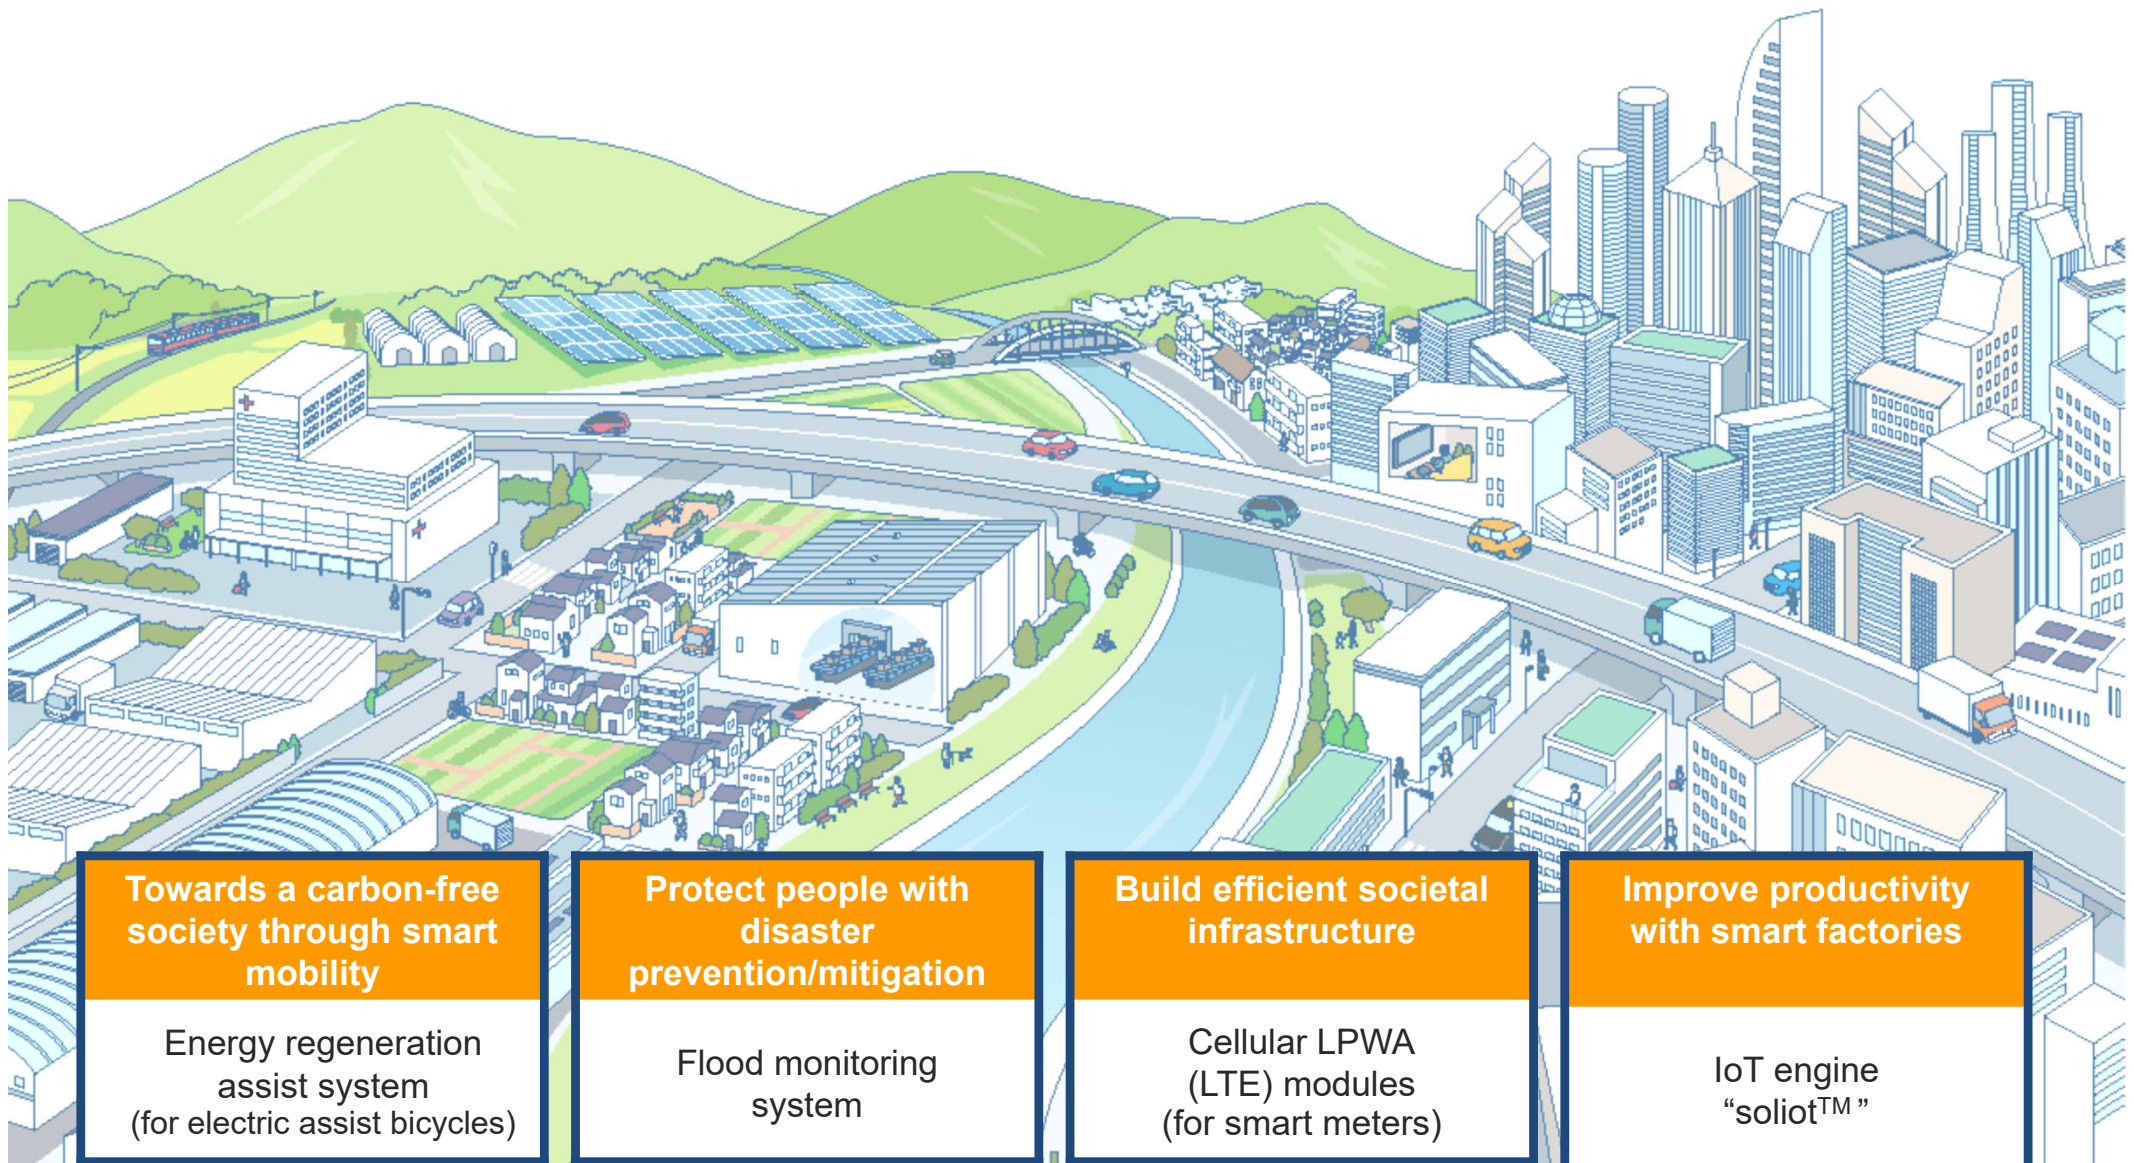 Towards a carbon-free
society through smart
mobility
Energy regeneration
assist system
(for electric assist bicycles)
Protect people with
disaster
prevention/mitigation
Flood monitoring
system
Build efficient societal
infrastructure
Cellular LPWA
(LTE) modules
(for smart meters)
Improve productivity
with smart factories
IoT engine
“soliot™ ”